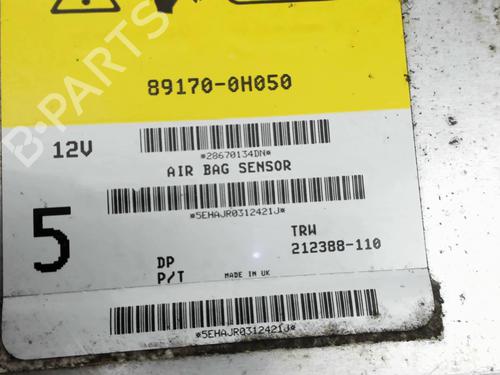 B-PARTS
89170-0H050
12V
*28670134DN*
AIR BAG SENSOR
5
*5EHAJR0312421J*
TRW
DP
212388-110
P/T
MADE IN UK
*5EHAJR0312421J*